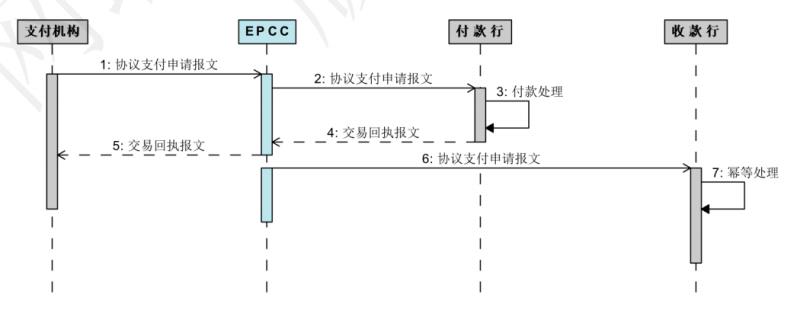 支付机构
EPCC
付款行
收款行
1: 协议支付申请报文
2: 协议支付申请报文
3: 付款处理
4: 交易回执报文
5: 交易回执报文
6: 协议支付申请报文
7: 幂等处理